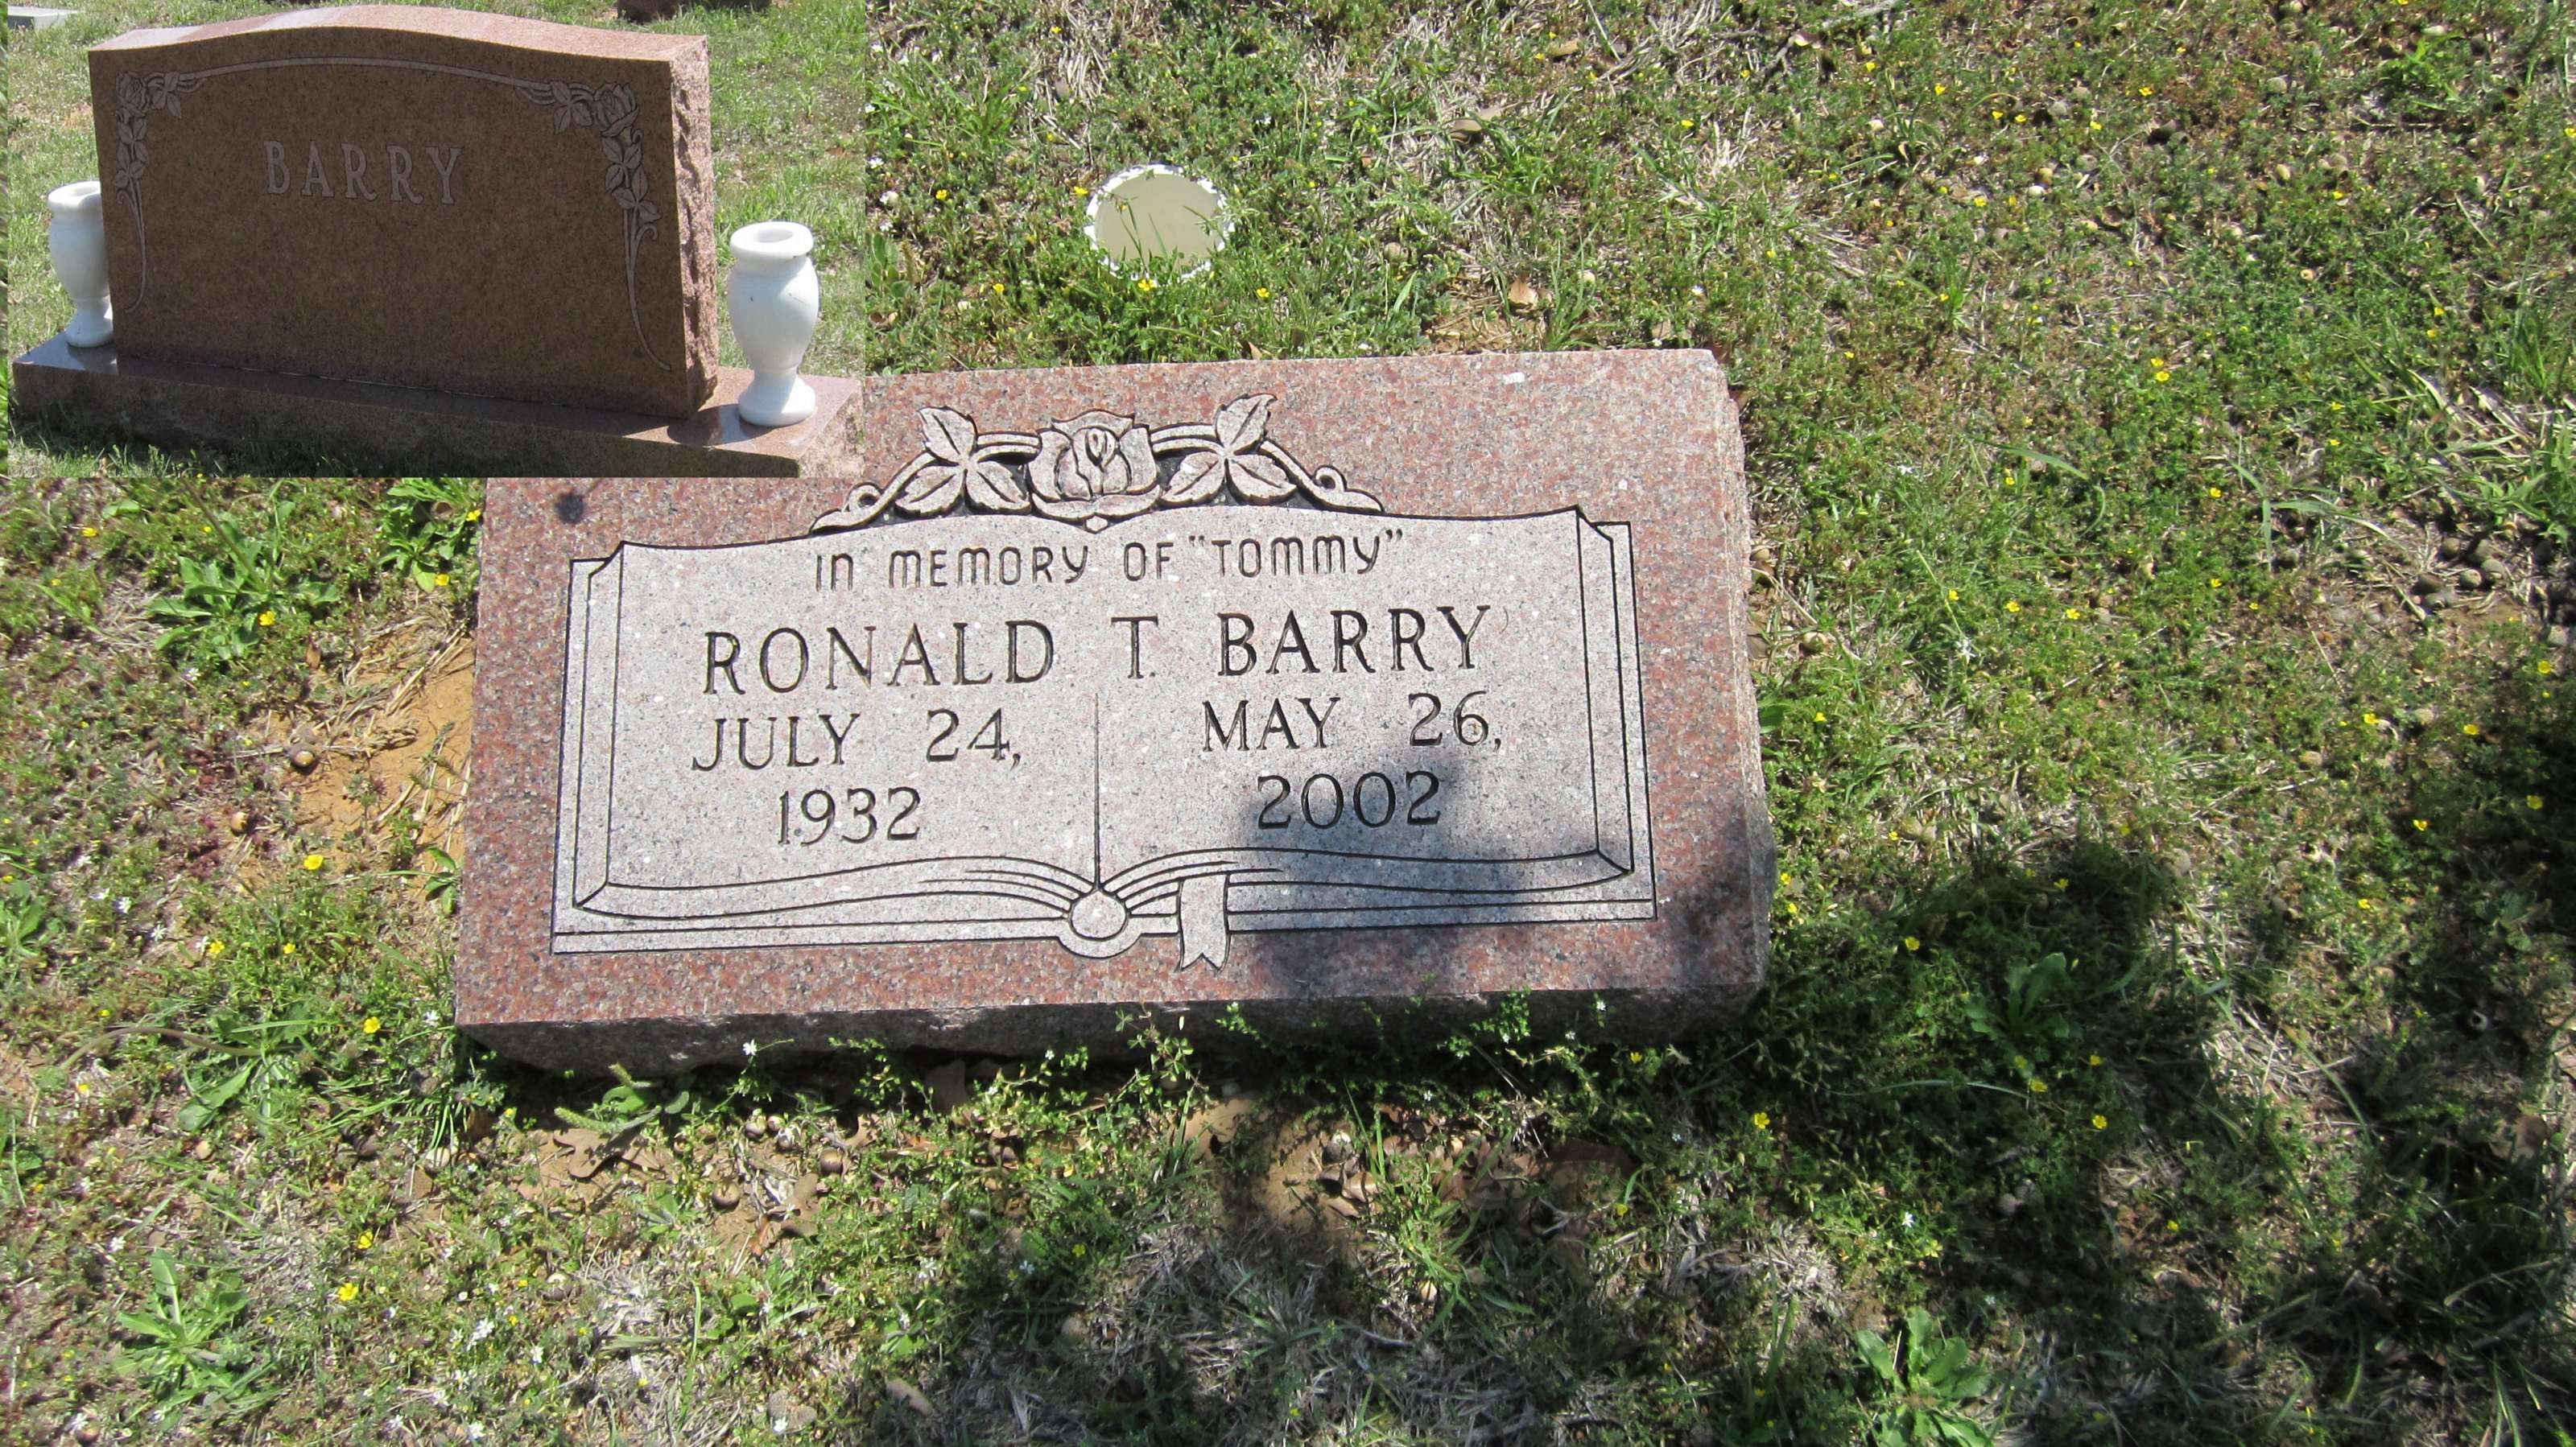 BARRY
IN MEMORY OF "TOMMY"
RONALD T. BARRY
JULY 24,
1932
MAY 26,
2002